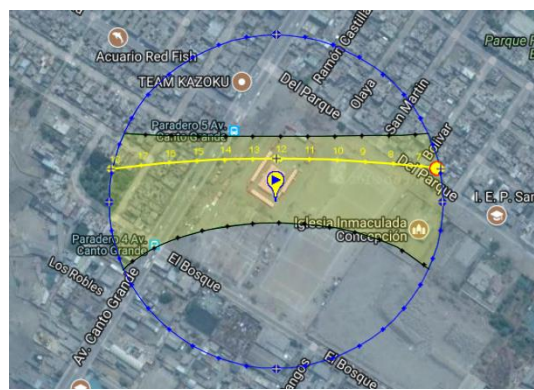 Ramón Castilla
Parque
Acuario Red Fish
TEAM KAZOKU
Del Parque
Olaya
San Martín
Paradero 5 Av.
Canto Grande
Bolívar
15
14
13
12
11
10
9
Del Parque
I. E. P. San
Iglesia Inmaculada
Concepción
Paradero 4 Av.
Canto Grande
El Bosque
Los Robles
Av. Canto Grande
El Bosque